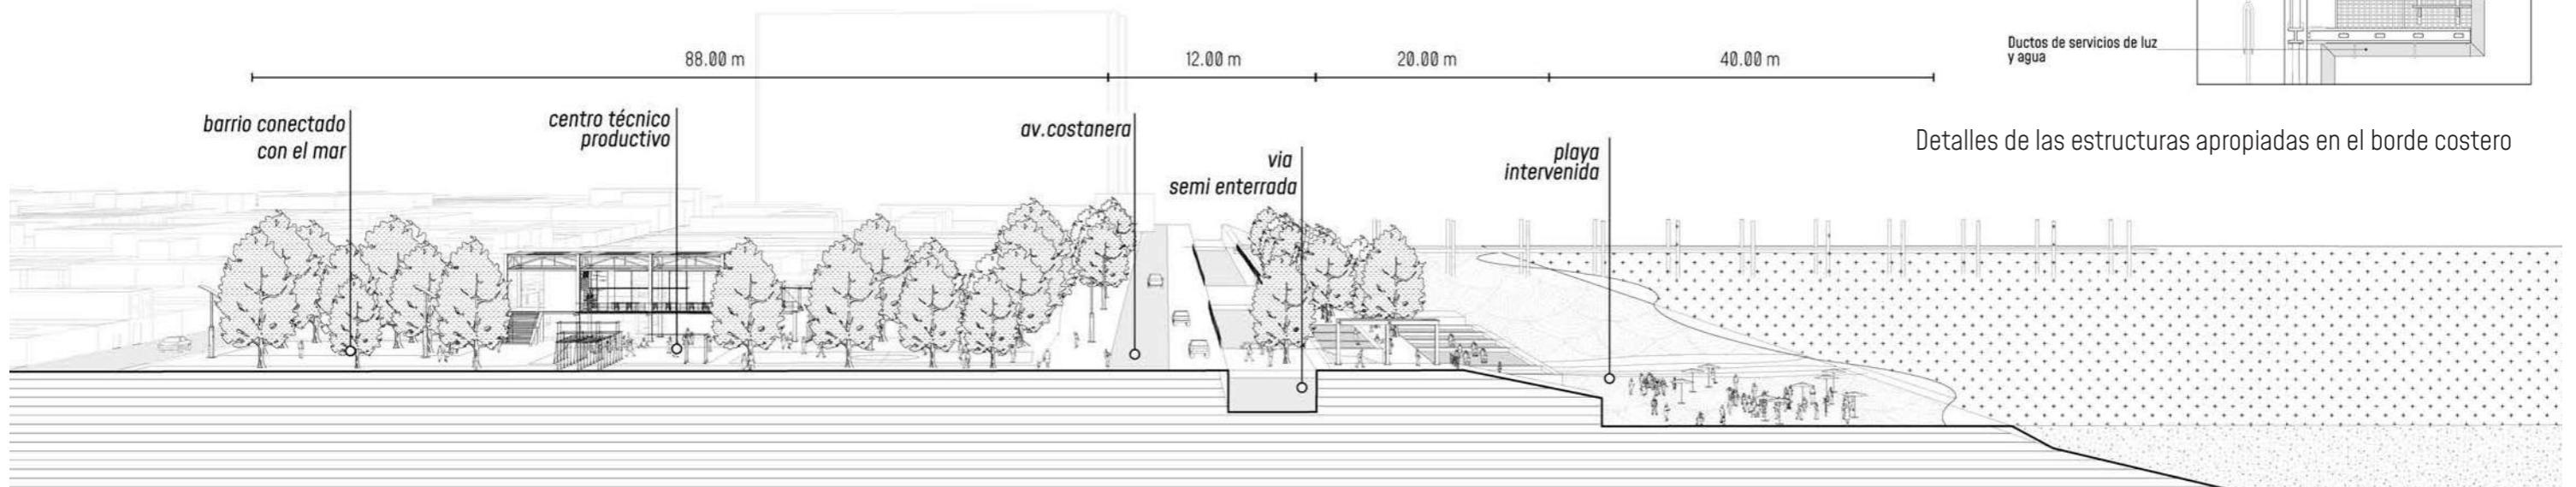 Ductos de servicios de luz
y agua
88.00 m
12.00 m
20.00 m
40.00 m
barrio conectado
con el mar
centro técnico
productivo
av.costanera
via
semi enterrada
playa
intervenida
Detalles de las estructuras apropiadas en el borde costero